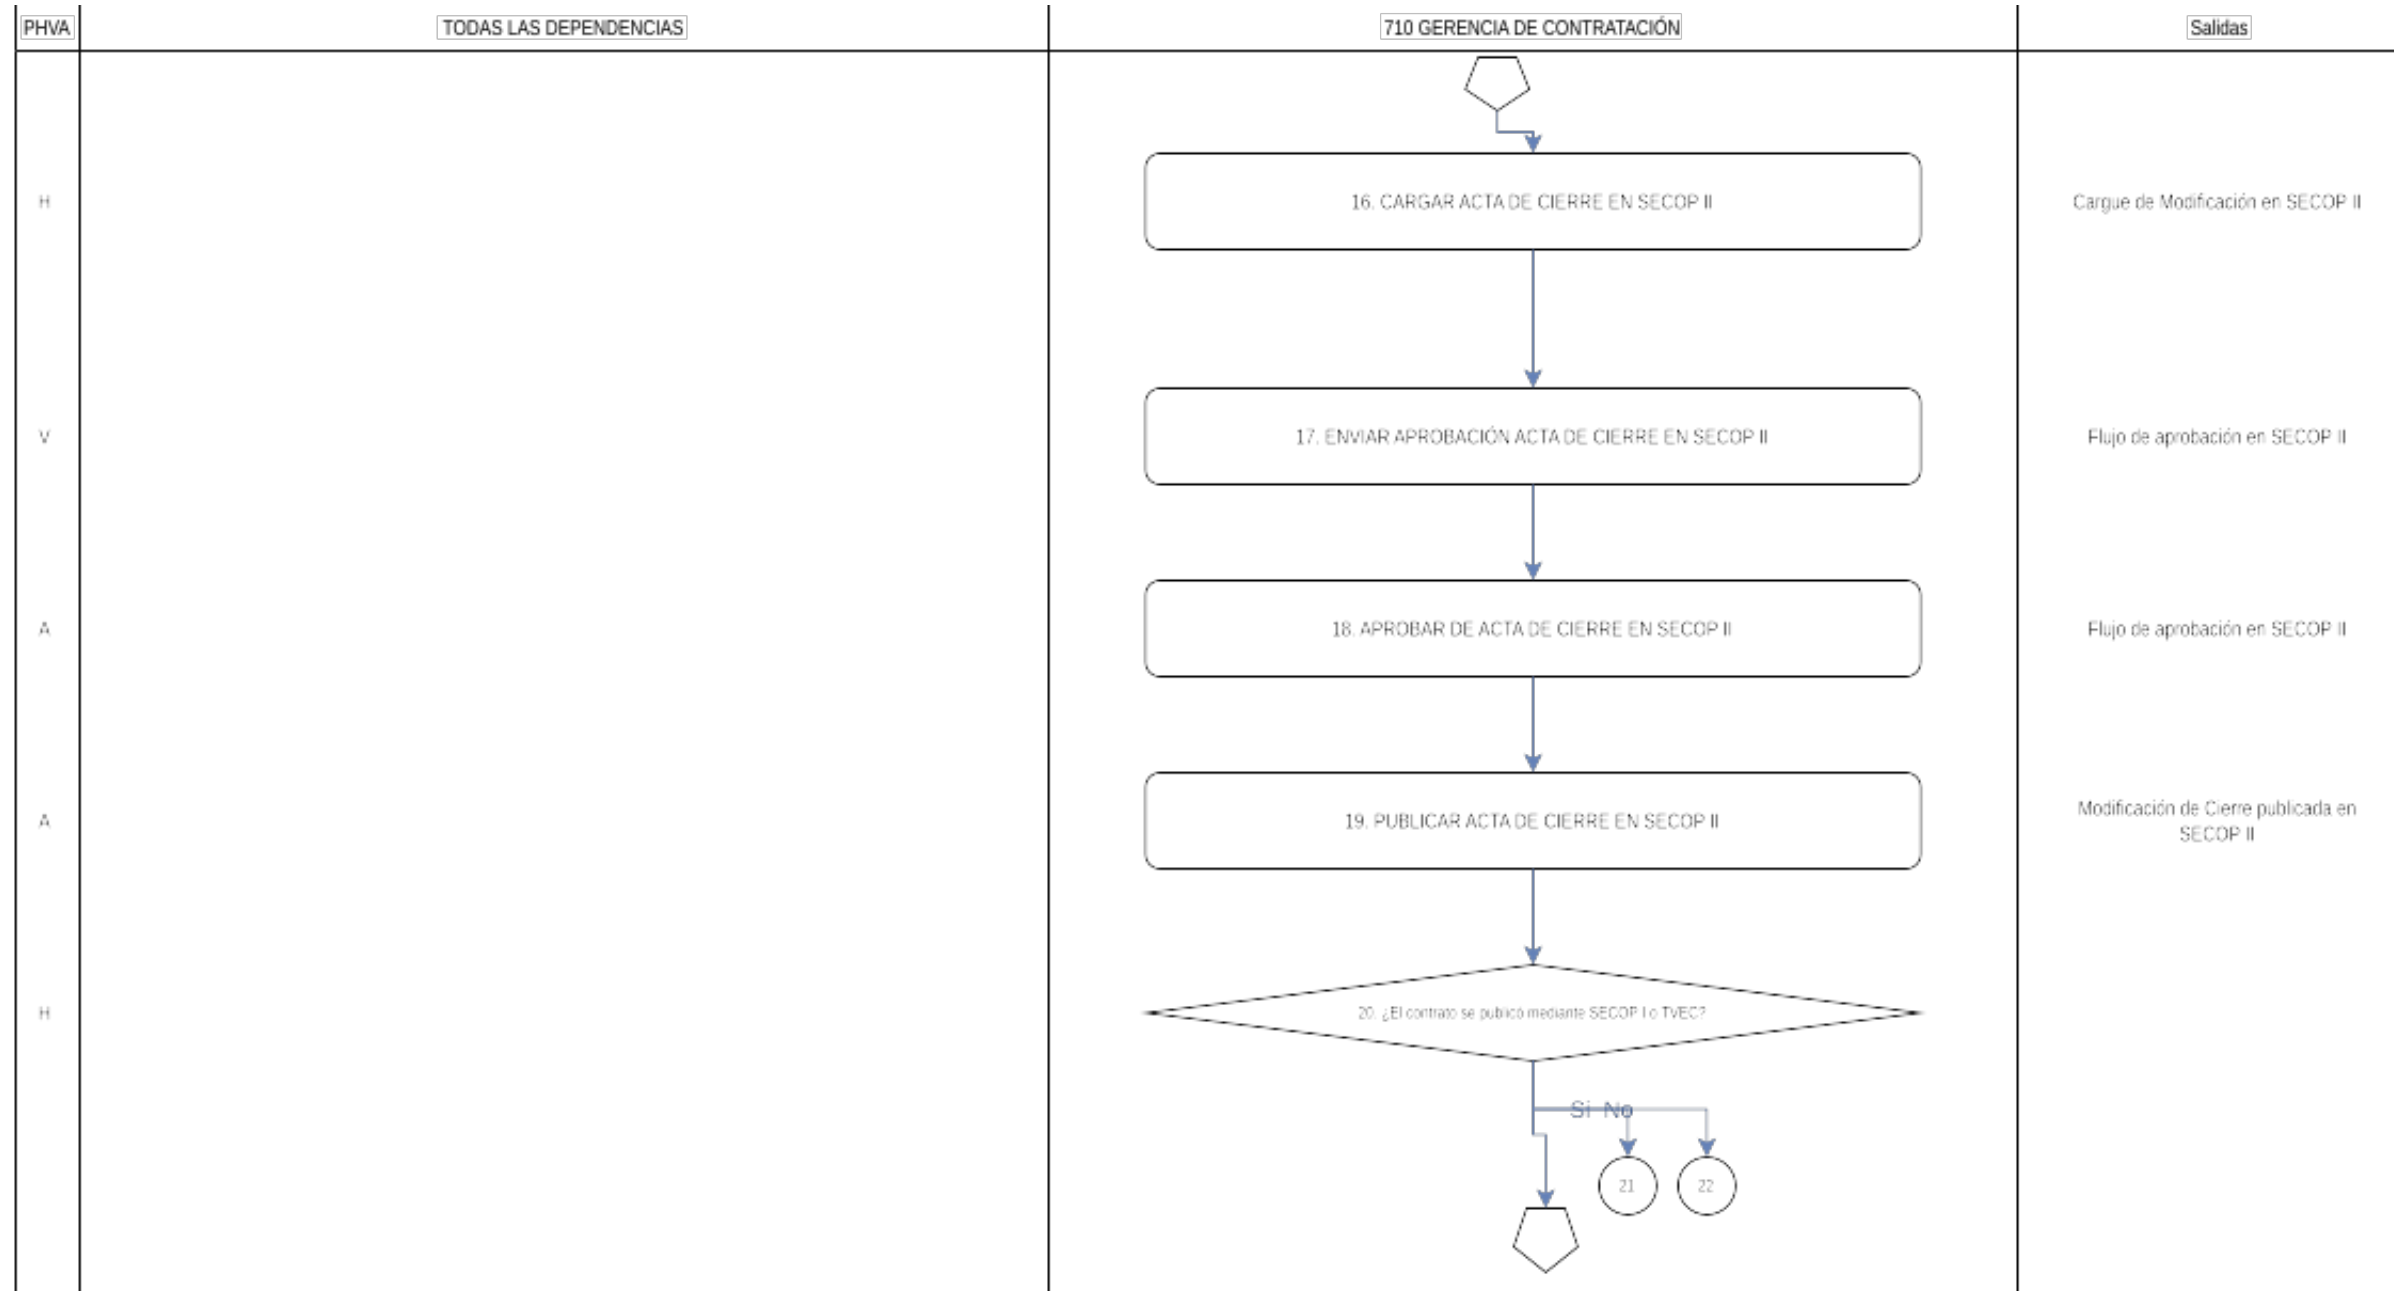 PHVA
TODAS LAS DEPENDENCIAS
710 GERENCIA DE CONTRATACIÓN
Salidas
H
16. CARGAR ACTA DE CIERRE EN SECOP II
Cargue de Modificación en SECOP II
V
17. ENVIAR APROBACIÓN ACTA DE CIERRE EN SECOP II
Flujo de aprobación en SECOP II
A
18. APROBAR DE ACTA DE CIERRE EN SECOP II
Flujo de aprobación en SECOP II
A
19. PUBLICAR ACTA DE CIERRE EN SECOP II
Modificación de Cierre publicada en
SECOP II
H
20. ¿El contrato se publicó mediante SECOP I o TVEC?
Si No
21
22